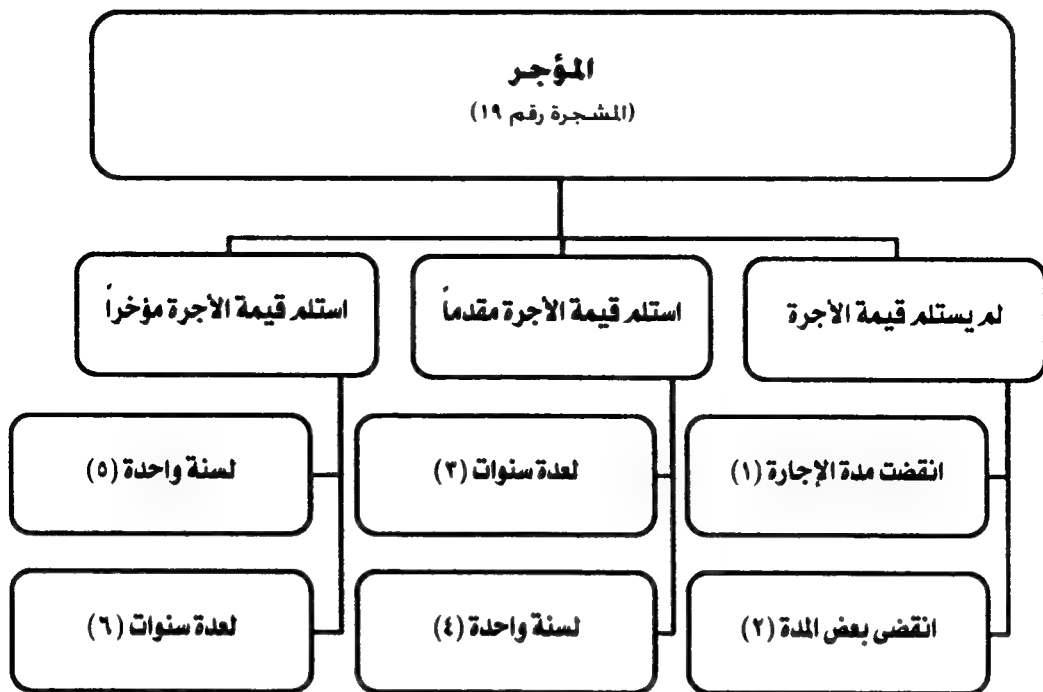 المؤجر
(المشجرة رقم ١٩)
لم يستلم قيمة الأجرة
استلم قيمة الأجرة مقدماً
استلم قيمة الأجرة مؤخراً
انقضت مدة الإجارة (١)
لعدة سنوات (٣)
لسنة واحدة (٥)
انقضى بعض المدة (٢)
لسنة واحدة (٤)
لعدة سنوات (٦)